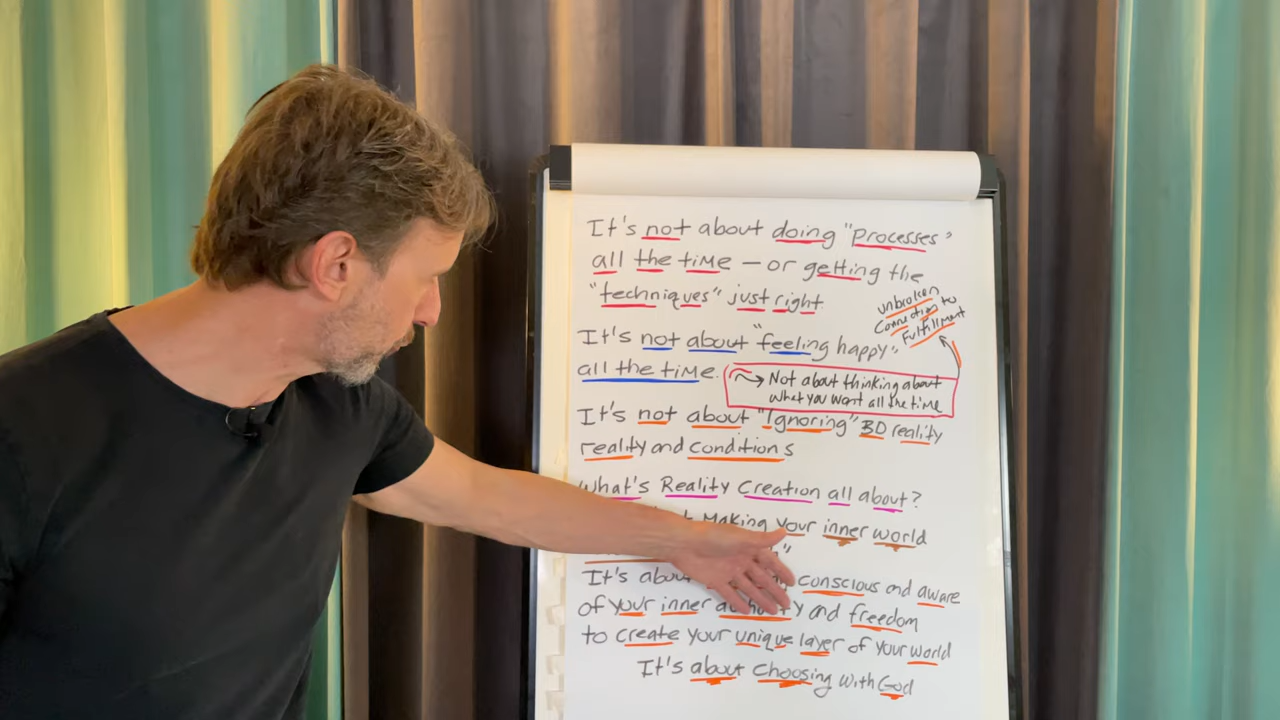 It's not about doing "processes"
all the time — or getting the
"techniques" just right
unbroken
Connection to
Fulfillment
It's not about "feeling happy"
all the time.
Not about thinking about
what you want all the time
It's not about "Ignoring" 3D reality
reality and conditions
What's Reality Creation all about?
Making your inner world
It's about conscious and aware
of your inner and freedom
to create your unique layer of your world
It's about choosing with God